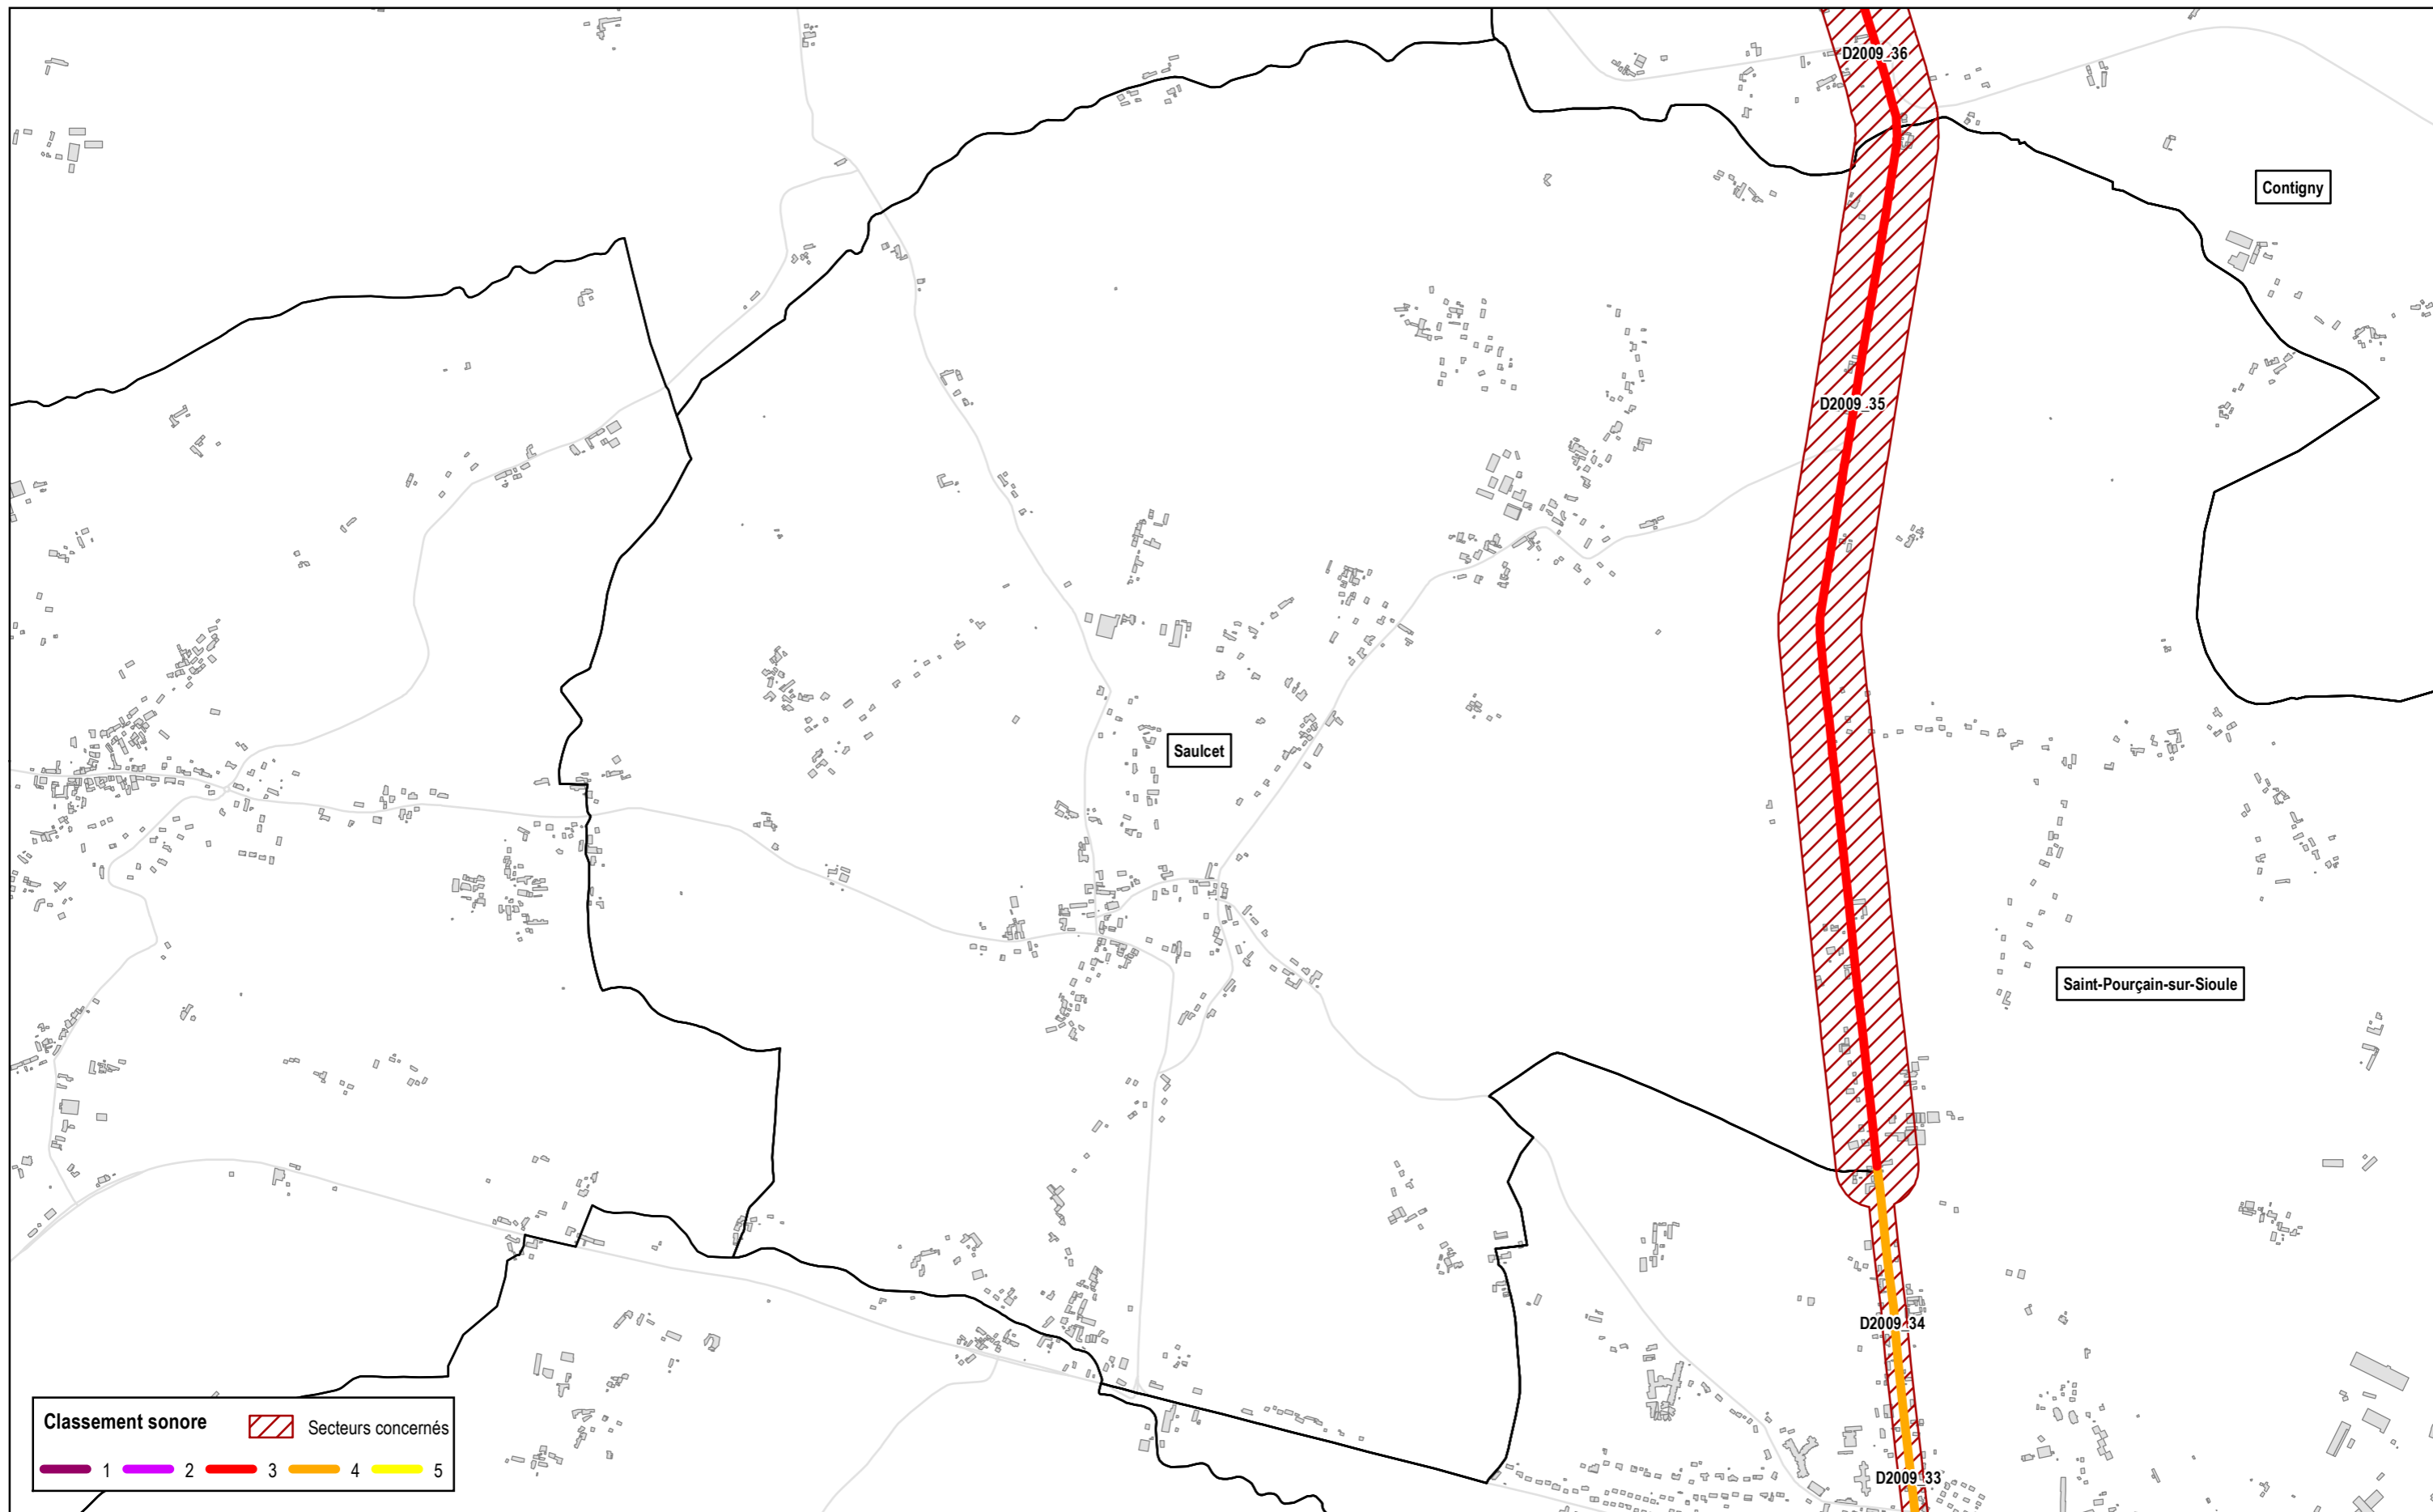 D2009_36
Contigny
D2009_35
Saulcet
Saint-Pourçain-sur-Sioule
D2009_34
D2009_33
Classement sonore
Secteurs concernés
1 2 3 4 5